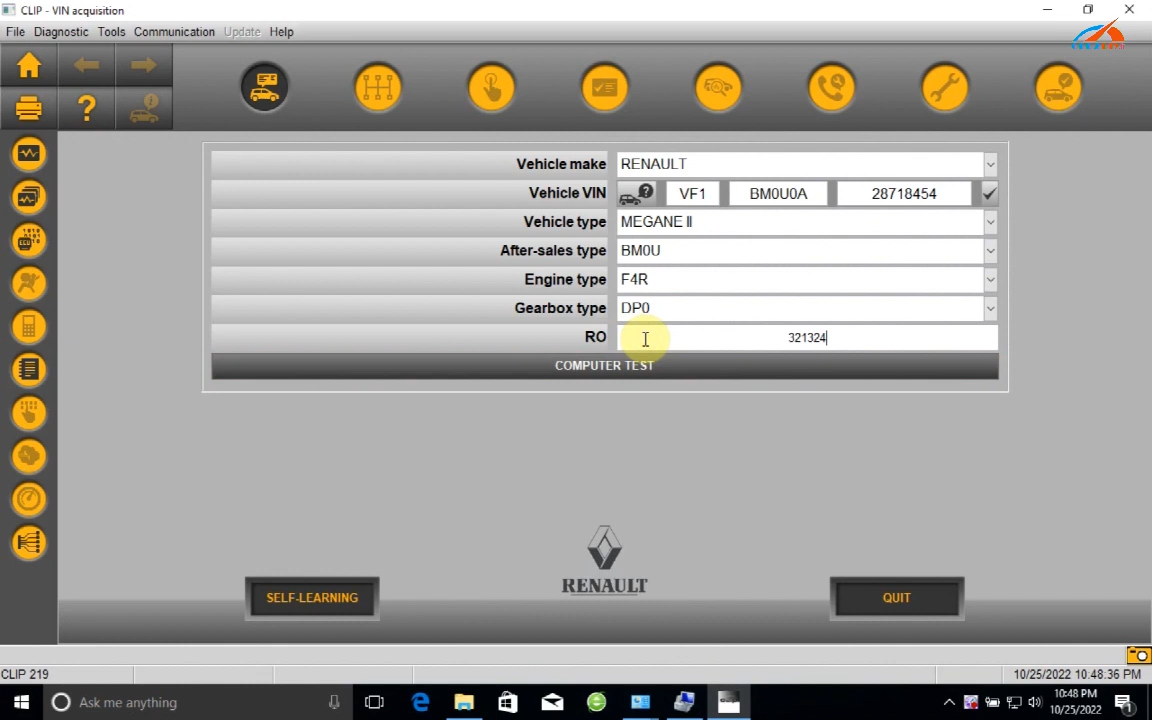 CLIP - VIN acquisition
File Diagnostic Tools Communication Update Help
Vehicle make RENAULT
Vehicle VIN VF1 BM0U0A 28718454
Vehicle type MEGANE II
After-sales type BM0U
Engine type F4R
Gearbox type DP0
RO 321324
COMPUTER TEST
RENAULT
SELF-LEARNING QUIT
CLIP 219 10/25/2022 10:48:36 PM
Ask me anything 10:48 PM
10/25/2022 1